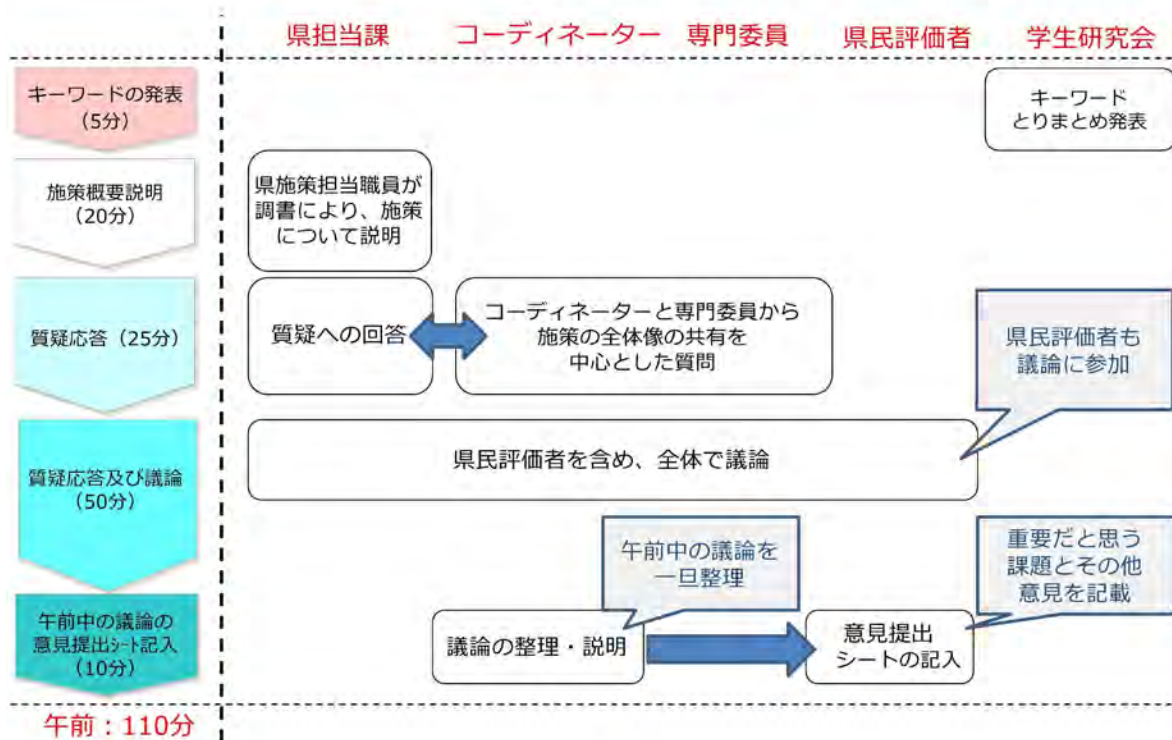 県担当課
コーディネーター
専門委員
県民評価者
学生研究会
キーワードの発表
(5分)
キーワード
とりまとめ発表
施策概要説明
(20分)
県施策担当職員が
調書により、施策
について説明
質疑応答(25分)
質疑への回答
コーディネーターと専門委員から
施策の全体像の共有を
中心とした質問
県民評価者も
議論に参加
質疑応答及び議論
(50分)
県民評価者を含め、全体で議論
午前中の議論を
一旦整理
重要だと思う
課題とその他
意見を記載
午前中の議論の
意見提出ｼｰﾄ記入
(10分)
議論の整理・説明
意見提出
シートの記入
午前：110分